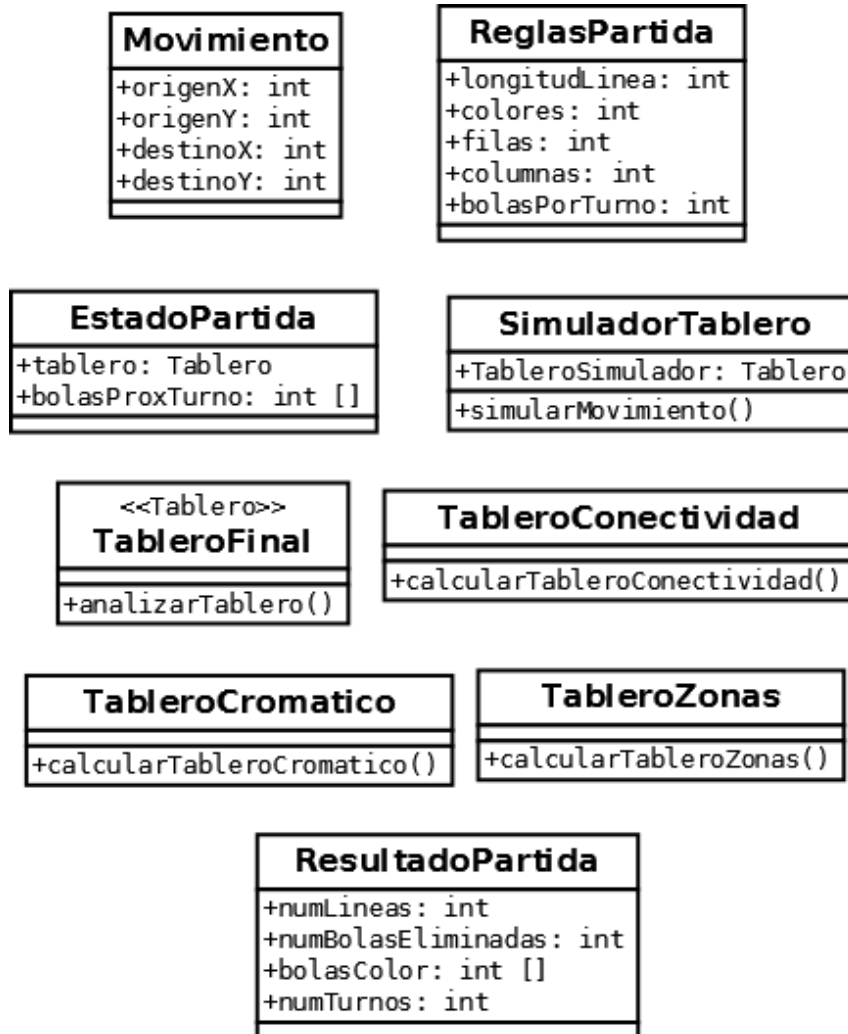 Movimiento
+origenX: int
+origenY: int
+destinoX: int
+destinoY: int
ReglasPartida
+longitudLinea: int
+colores: int
+filas: int
+columnas: int
+bolasPorTurno: int
EstadoPartida
+tablero: Tablero
+bolasProxTurno: int []
SimuladorTablero
+TableroSimulador: Tablero
+simularMovimiento()
<<Tablero>>
TableroFinal
+analizarTablero()
TableroConectividad
+calcularTableroConectividad()
TableroCromatico
+calcularTableroCromatico()
TableroZonas
+calcularTableroZonas()
ResultadoPartida
+numLineas: int
+numBolasEliminadas: int
+bolasColor: int []
+numTurnos: int